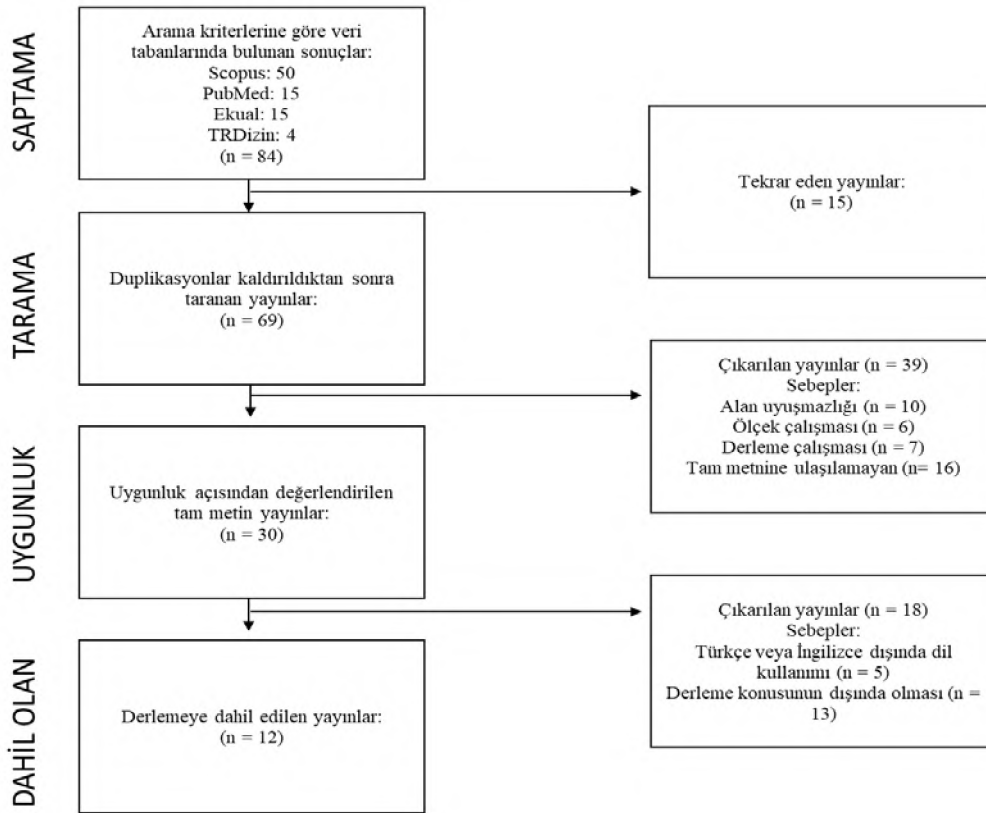 SAPTAMA
Arama kriterlerine göre veri
tabanlarında bulunan sonuçlar:
Scopus: 50
PubMed: 15
Ekual: 15
TRDizin: 4
(n = 84)
Tekrar eden yayınlar:
(n = 15)
TARAMA
Duplikasyonlar kaldırıldıktan sonra
taranan yayınlar:
(n = 69)
Çıkarılan yayınlar (n = 39)
Sebepler:
Alan uyuşmazlığı (n = 10)
Ölçek çalışması (n = 6)
Derleme çalışması (n = 7)
Tam metnine ulaşılamayan (n= 16)
UYGUNLUK
Uygunluk açısından değerlendirilen
tam metin yayınlar:
(n = 30)
Çıkarılan yayınlar (n = 18)
Sebepler:
Türkçe veya İngilizce dışında dil
kullanımı (n = 5)
Derleme konusunun dışında olması (n =
13)
DAHİL OLAN
Derlemeye dahil edilen yayınlar:
(n = 12)